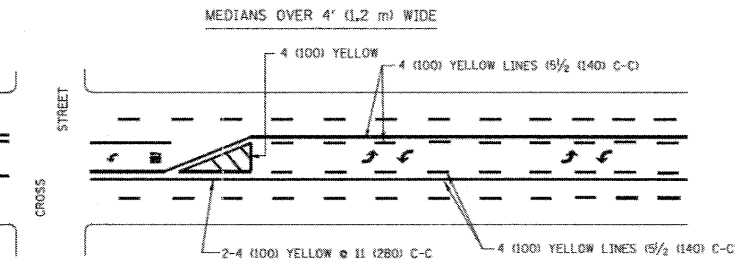 MEDIANS OVER 4' (1.2 m) WIDE
4 (100) YELLOW
4 (100) YELLOW LINES (5½ (140) C-C)
STREET
CROSS
2-4 (100) YELLOW @ 11 (280) C-C
4 (100) YELLOW LINES (5½ (140) C-C)